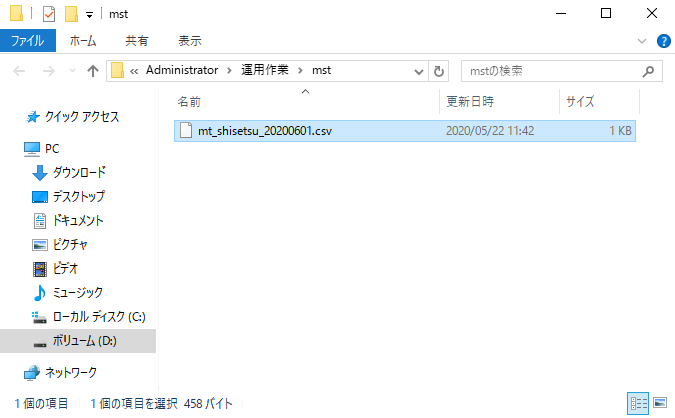 mst
ファイル ホーム 共有 表示
« Administrator 運用作業 mst mstの検索
名前 更新日時 サイズ
mt_shisetsu_20200601.csv 2020/05/22 11:42 1 KB
クイック アクセス
PC
ダウンロード
デスクトップ
ドキュメント
ピクチャ
ビデオ
ミュージック
ローカル ディスク (C:)
ボリューム (D:)
ネットワーク
1 個の項目 1 個の項目を選択 458 バイト